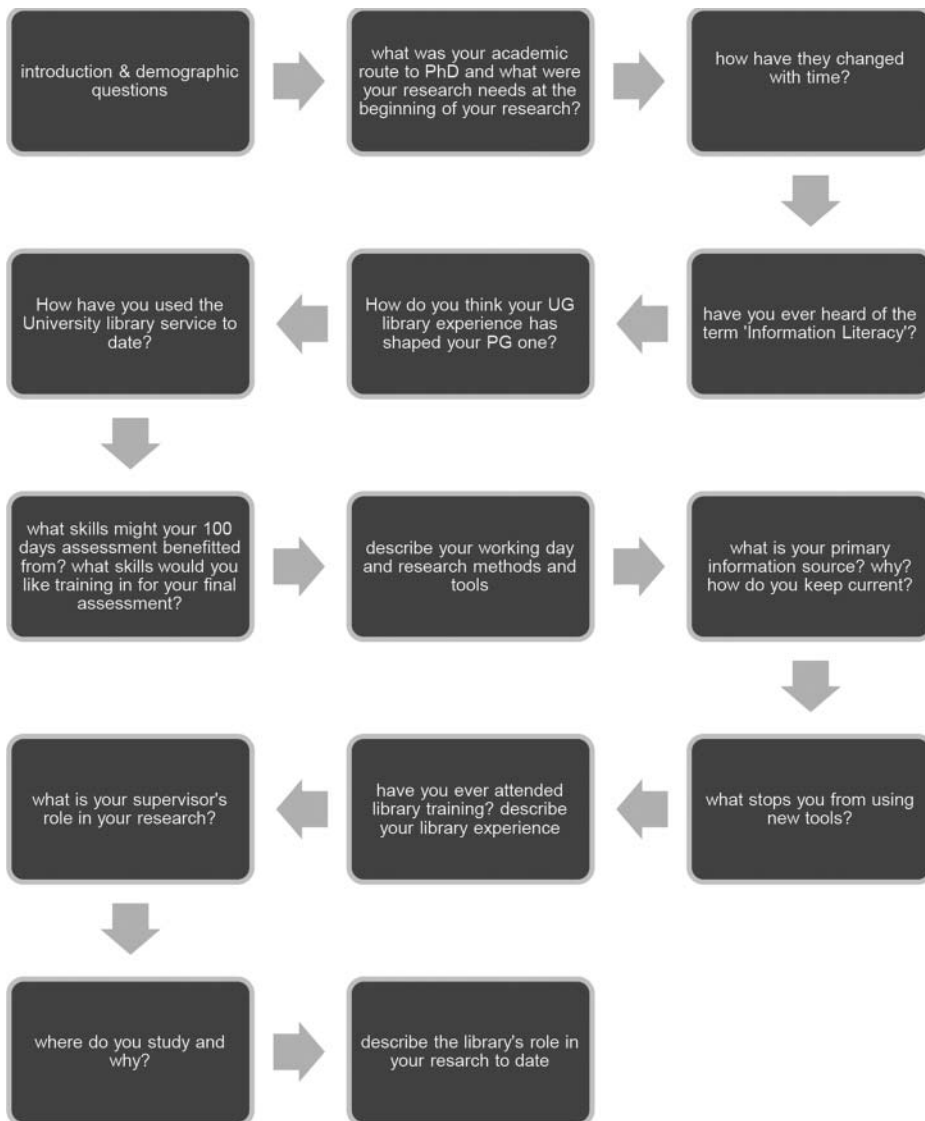 introduction & demographic
questions
what was your academic
route to PhD and what were
your research needs at the
beginning of your research?
how have they changed
with time?
have you ever heard of the
term 'Information Literacy'?
How do you think your UG
library experience has
shaped your PG one?
How have you used the
University library service to
date?
what skills might your 100
days assessment benefitted
from? what skills would you
like training in for your final
assessment?
describe your working day
and research methods and
tools
what is your primary
information source? why?
how do you keep current?
what stops you from using
new tools?
have you ever attended
library training? describe
your library experience
what is your supervisor's
role in your research?
where do you study and
why?
describe the library's role in
your resarch to date